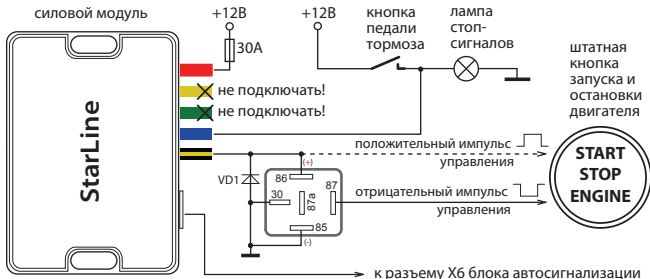 силовой модуль
+12В
30А
+12В
кнопка
педали
тормоза
лампа
стоп-
сигналов
штатная
кнопка
запуска и
остановки
двигателя
StarLine
не подключать!
не подключать!
положительный импульс
управления
START
STOP
ENGINE
VD1
86
(+)
30
87a
87
85
(-)
отрицательный импульс
управления
к разъему X6 блока автосигнализации